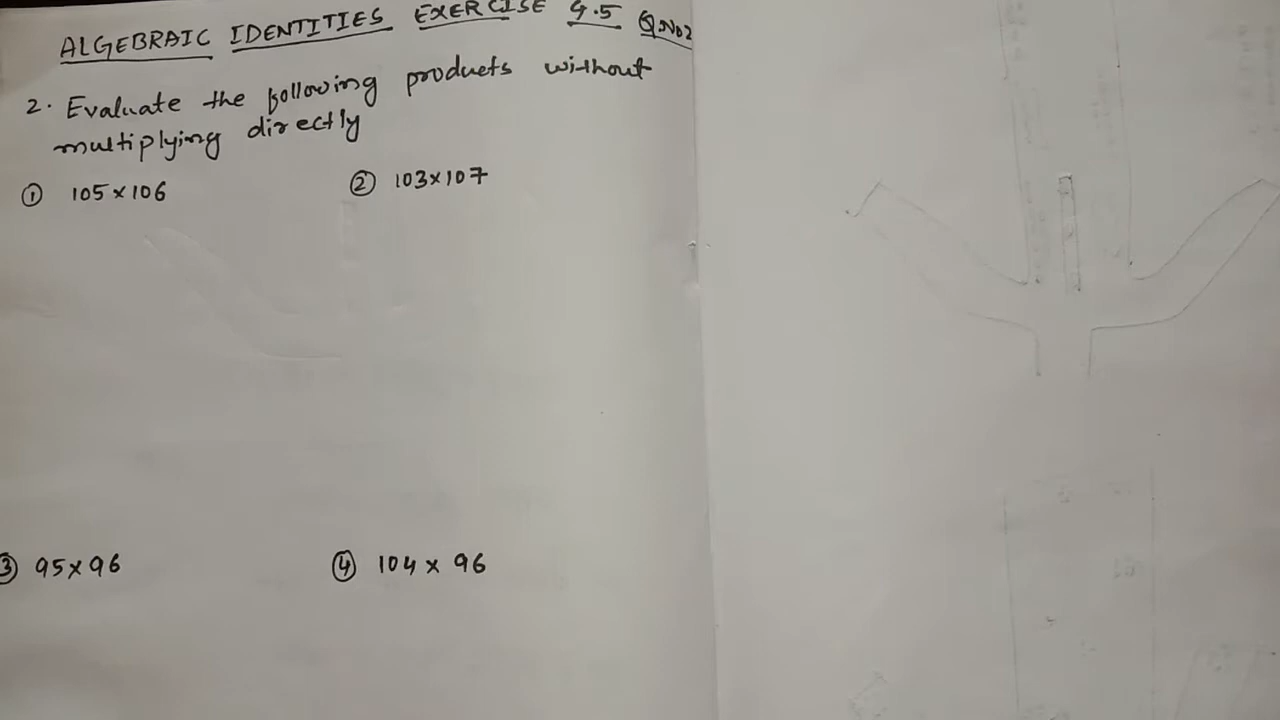 ALGEBRAIC IDENTITIES EXERCISE 4.5 Q.No2
2. Evaluate the following products without
multiplying directly
① 105×106 ② 103×107
③ 95×96 ④ 104 × 96